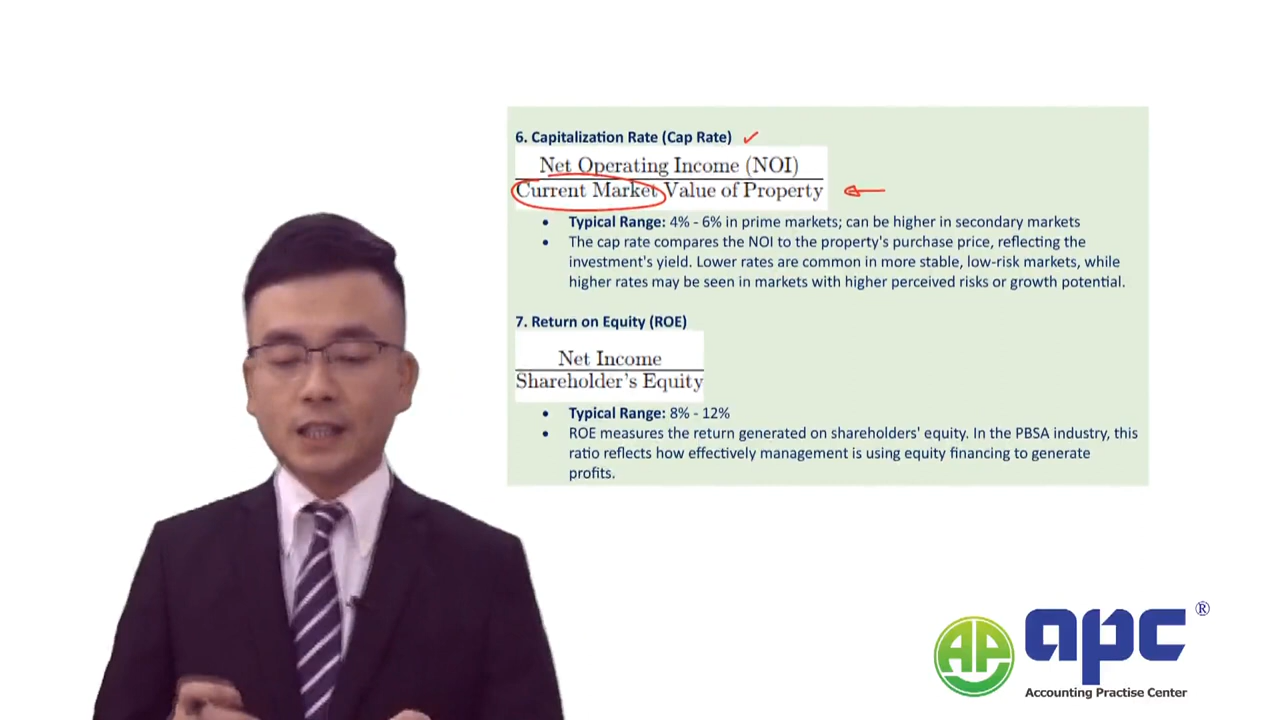 6. Capitalization Rate (Cap Rate)
Net Operating Income (NOI)
Current Market Value of Property
• Typical Range: 4% - 6% in prime markets; can be higher in secondary markets
• The cap rate compares the NOI to the property's purchase price, reflecting the
investment's yield. Lower rates are common in more stable, low-risk markets, while
higher rates may be seen in markets with higher perceived risks or growth potential.
7. Return on Equity (ROE)
Net Income
Shareholder's Equity
• Typical Range: 8% - 12%
• ROE measures the return generated on shareholders' equity. In the PBSA industry, this
ratio reflects how effectively management is using equity financing to generate
profits.
AP apc ®
Accounting Practise Center